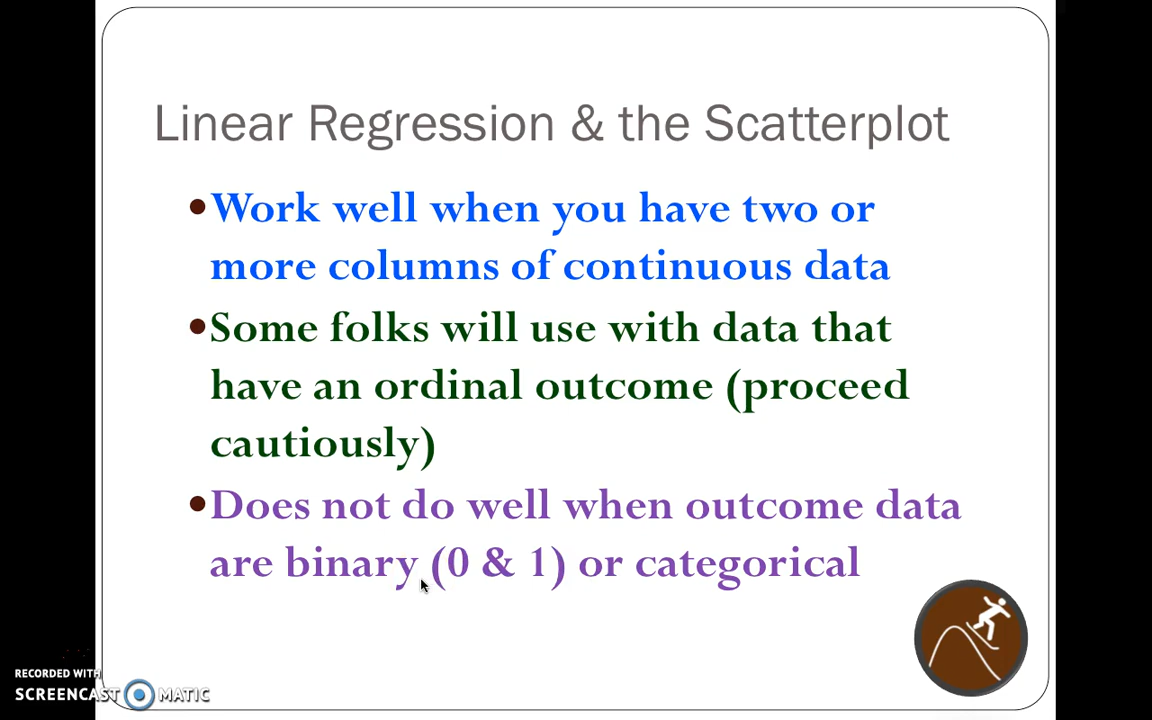 Linear Regression & the Scatterplot
•Work well when you have two or
more columns of continuous data
•Some folks will use with data that
have an ordinal outcome (proceed
cautiously)
•Does not do well when outcome data
are binary (0 & 1) or categorical
RECORDED WITH
SCREENCAST MATIC